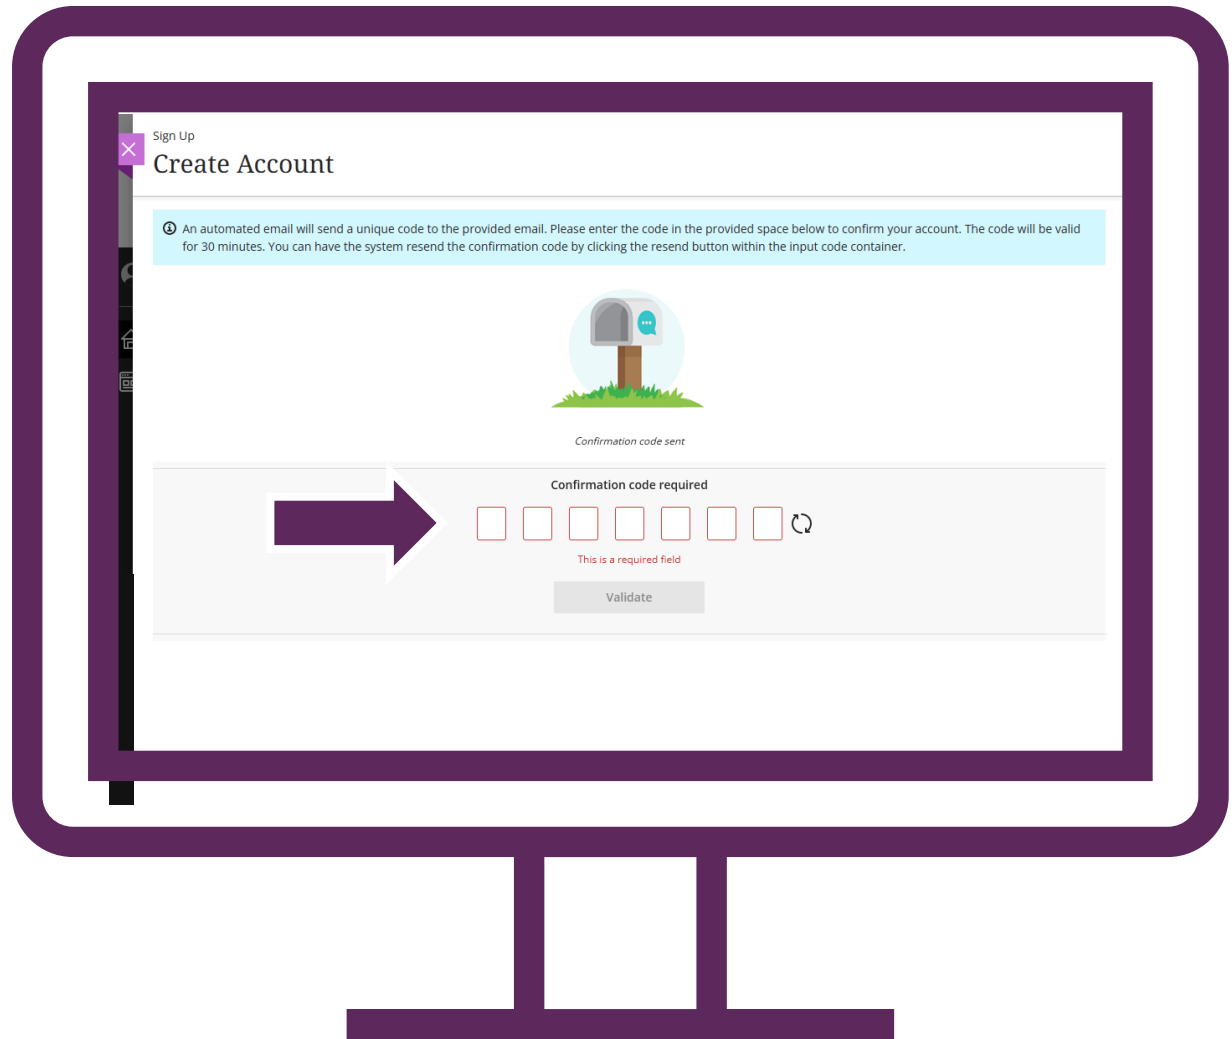 Sign Up
Create Account
An automated email will send a unique code to the provided email. Please enter the code in the provided space below to confirm your account. The code will be valid
for 30 minutes. You can have the system resend the confirmation code by clicking the resend button within the input code container.
Confirmation code sent
Confirmation code required
This is a required field
Validate